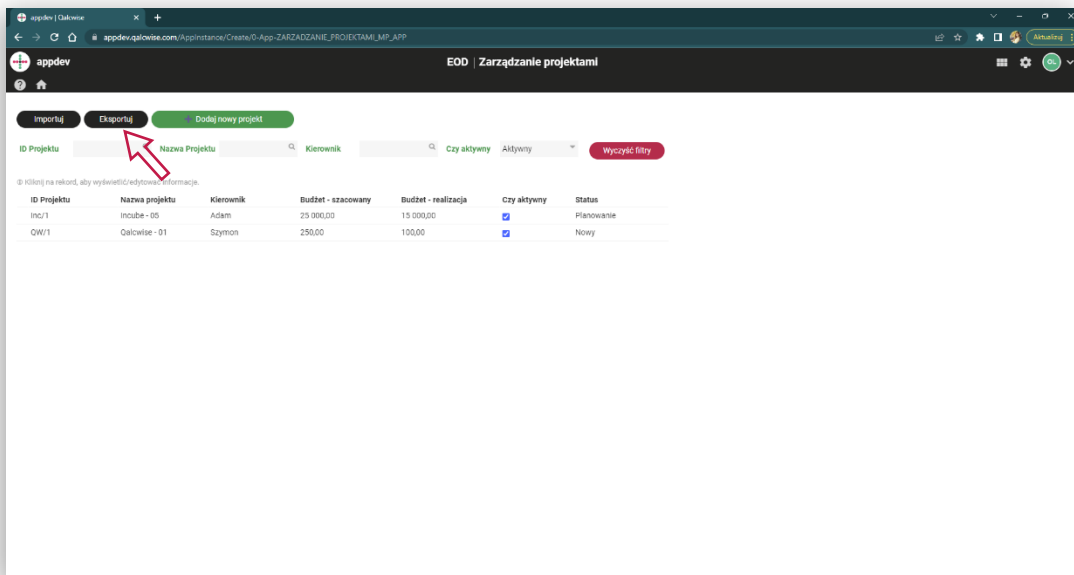 appdev | Qalcwise
appdev.qalcwise.com/AppInstance/Create/0-App-ZARZADZANIE_PROJEKTAMI_MP_APP
Aktualizuj
appdev
EOD | Zarządzanie projektami
OL
Importuj Eksportuj Dodaj nowy projekt
ID Projektu Nazwa Projektu Kierownik Czy aktywny Aktywny Wyczyść filtry
Kliknij na rekord, aby wyświetlić/edytować informacje.
ID Projektu Nazwa projektu Kierownik Budżet - szacowany Budżet - realizacja Czy aktywny Status
Inc/1 Incube - 05 Adam 25 000,00 15 000,00 Planowanie
QW/1 Qalcwise - 01 Szymon 250,00 100,00 Nowy